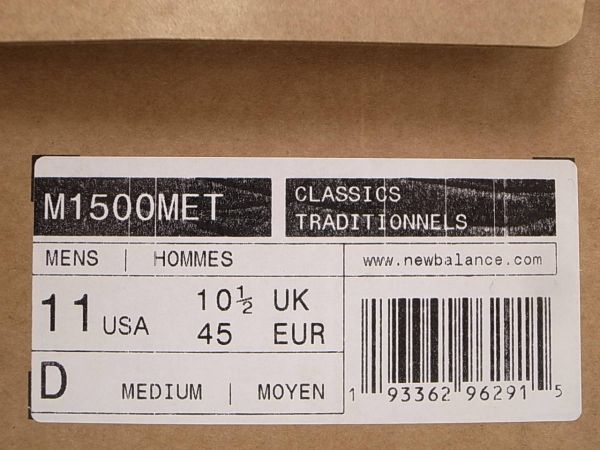 M1500MET
CLASSICS
TRADITIONNELS
MENS | HOMMES
www.newbalance.com
11 USA
10½ UK
45 EUR
D MEDIUM | MOYEN
1 93362 96291 5